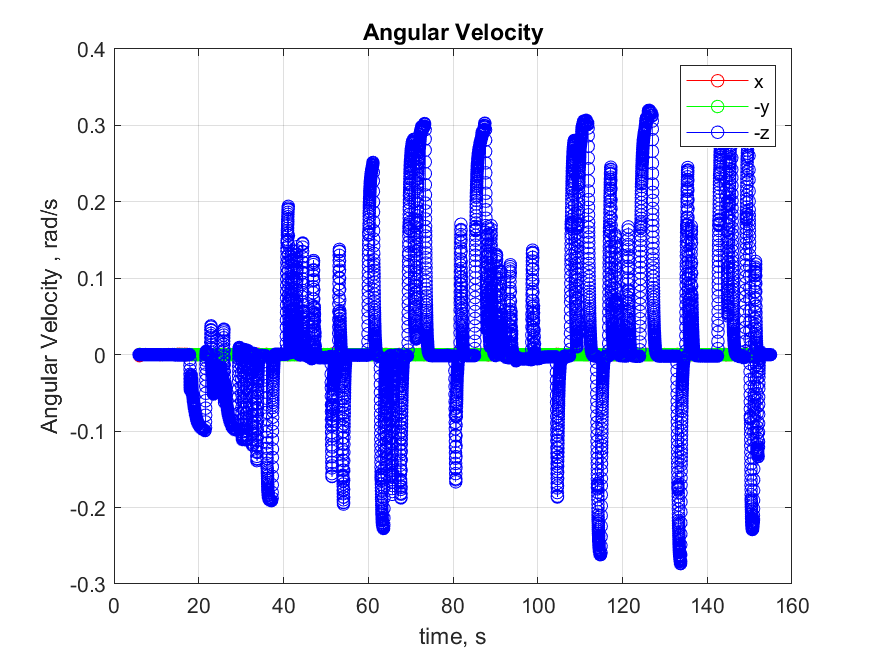 Angular Velocity
0.4
0.3
0.2
0.1
0
-0.1
-0.2
-0.3
Angular Velocity , rad/s
x
-y
-z
0 20 40 60 80 100 120 140 160
time, s